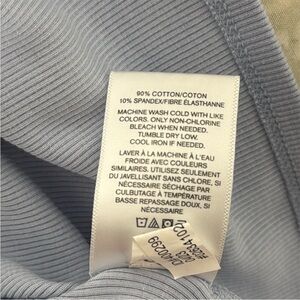 90% COTTON/COTON
10% SPANDEX/FIBRE ÉLASTHANNE
MACHINE WASH COLD WITH LIKE
COLORS. ONLY NON-CHLORINE
BLEACH WHEN NEEDED.
TUMBLE DRY LOW.
COOL IRON IF NEEDED.
LAVER À LA MACHINE À L'EAU
FROIDE AVEC COULEURS
SIMILAIRES. UTILISEZ SEULEMENT
DU JAVELLISANT SANS CHLORE, SI
NÉCESSAIRE SÉCHAGE PAR
CULBUTAGE À TEMPÉRATURE
BASSE REPASSAGE DOUX, SI
NÉCESSAIRE